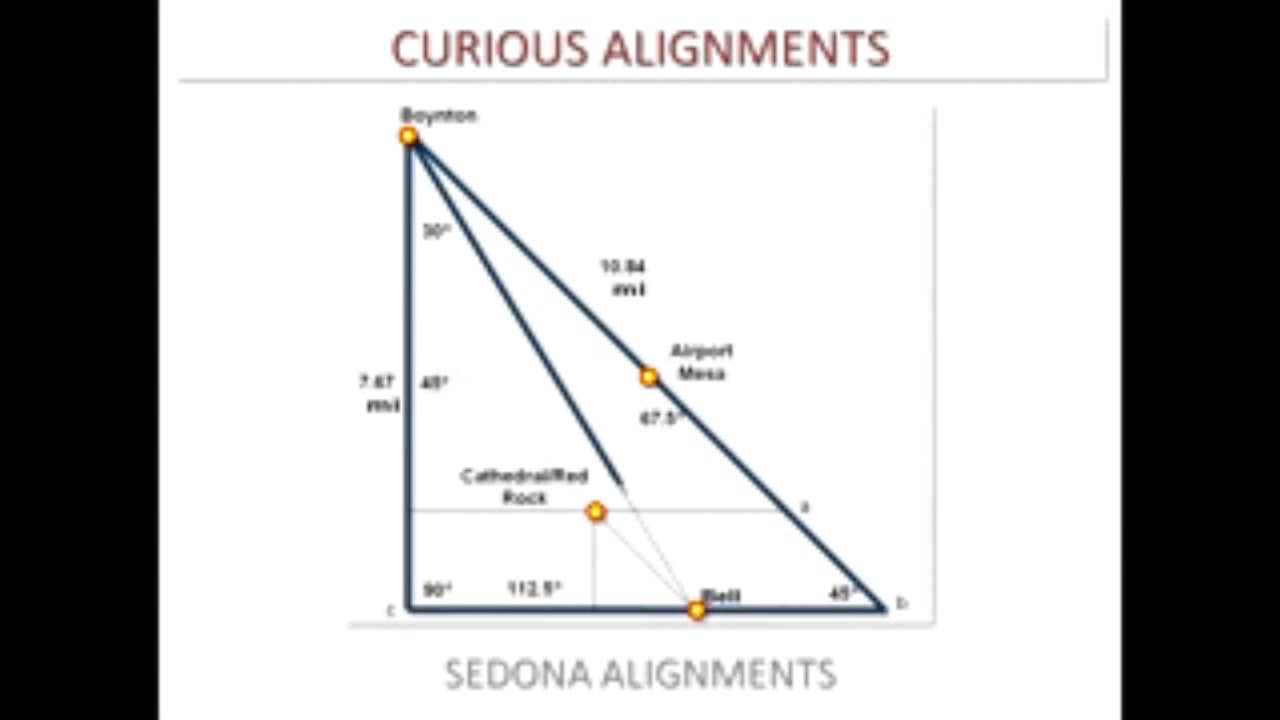 CURIOUS ALIGNMENTS
Boynton
30°
10.84
mi
Airport
Mesa
7.67
mi
45°
67.5°
Cathedral/Red
Rock
B
90°
112.5°
Bell
45°
C
D
SEDONA ALIGNMENTS